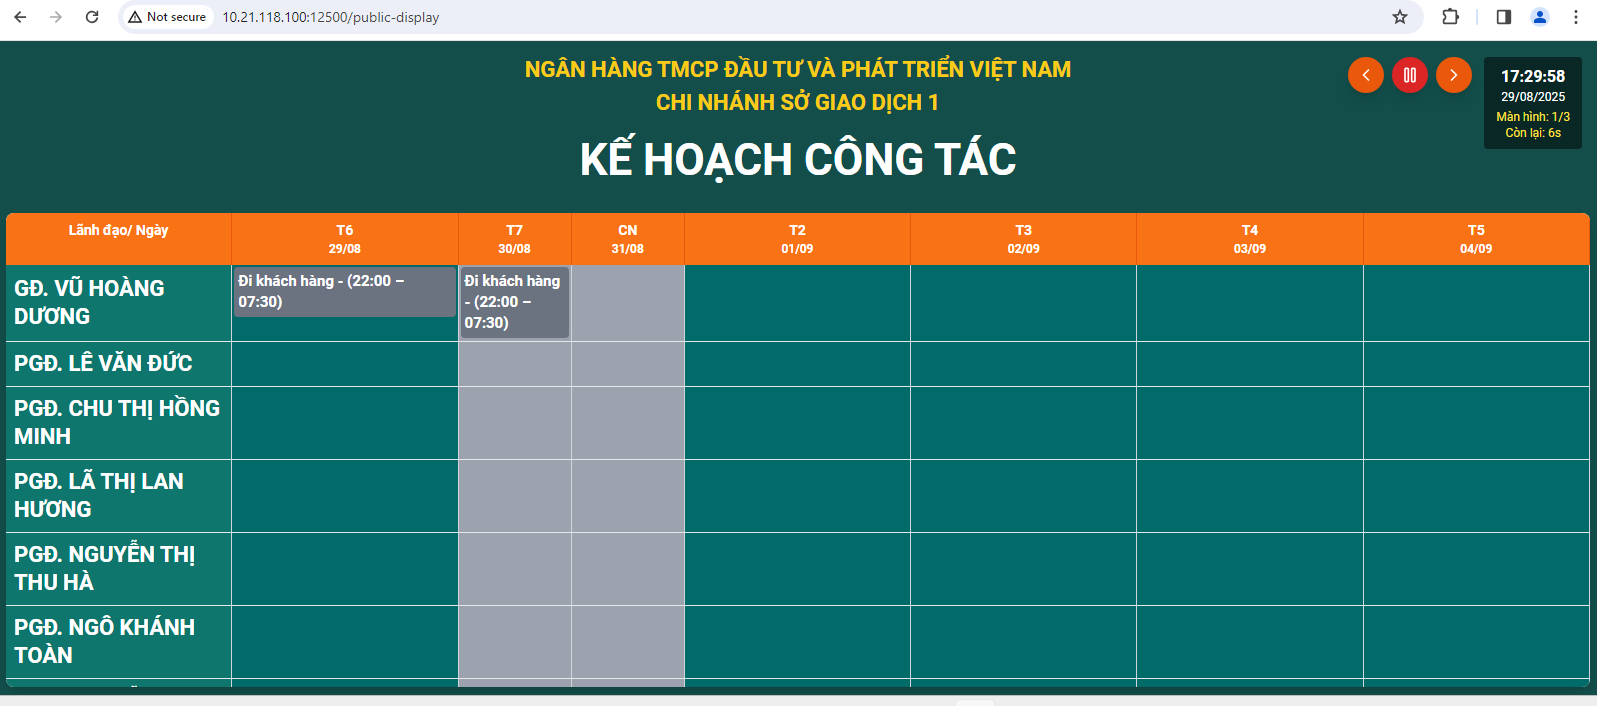 Not secure
10.21.118.100:12500/public-display
NGÂN HÀNG TMCP ĐẦU TƯ VÀ PHÁT TRIỂN VIỆT NAM
CHI NHÁNH SỞ GIAO DỊCH 1
KẾ HOẠCH CÔNG TÁC
17:29:58
29/08/2025
Màn hình: 1/3
Còn lại: 6s
Lãnh đạo/ Ngày
T6
29/08
T7
30/08
CN
31/08
T2
01/09
T3
02/09
T4
03/09
T5
04/09
GĐ. VŨ HOÀNG
DƯƠNG
Đi khách hàng - (22:00 –
07:30)
Đi khách hàng
- (22:00 –
07:30)
PGĐ. LÊ VĂN ĐỨC
PGĐ. CHU THỊ HỒNG
MINH
PGĐ. LÃ THỊ LAN
HƯƠNG
PGĐ. NGUYỄN THỊ
THU HÀ
PGĐ. NGÔ KHÁNH
TOÀN